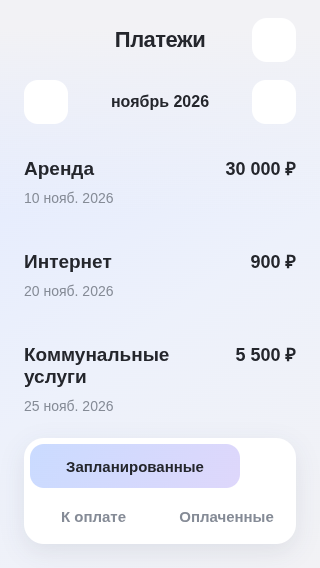 Платежи
ноябрь 2026
Аренда 30 000 ₽
10 нояб. 2026
Интернет 900 ₽
20 нояб. 2026
Коммунальные 5 500 ₽
услуги
25 нояб. 2026
Запланированные
К оплате Оплаченные